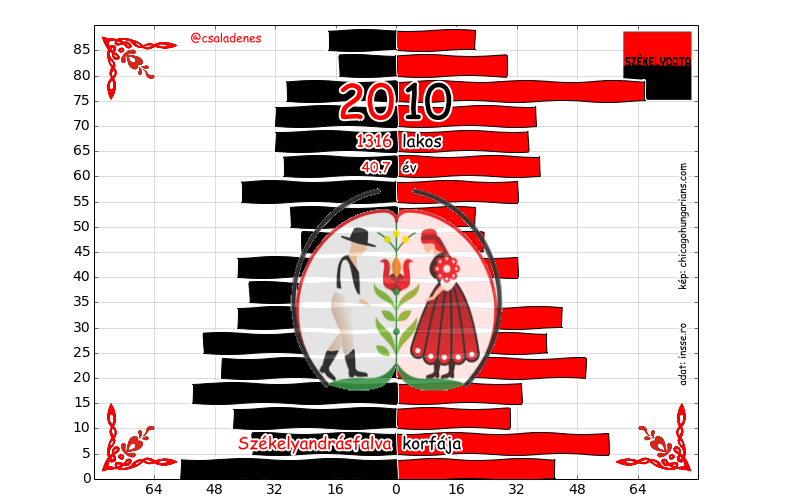 @csaladenes
SZÉKELYDATA
2010
1316 lakos
40.7 év
Székelyandrásfalva korfája
kép: chicagohungarians.com
adat: insse.ro
85
80
75
70
65
60
55
50
45
40
35
30
25
20
15
10
5
0
64 48 32 16 0 16 32 48 64